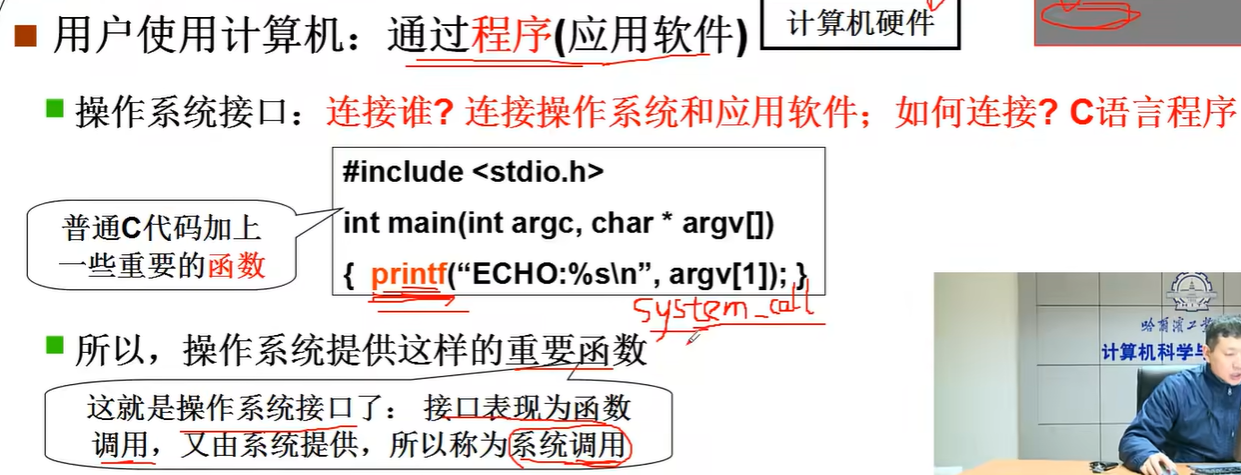 用户使用计算机：通过程序(应用软件)
计算机硬件
操作系统接口：连接谁? 连接操作系统和应用软件；如何连接? C语言程序
#include <stdio.h>
int main(int argc, char * argv[])
{ printf(“ECHO:%s\n”, argv[1]); }
普通C代码加上
一些重要的函数
system_call
所以，操作系统提供这样的重要函数
这就是操作系统接口了： 接口表现为函数
调用，又由系统提供，所以称为系统调用
哈爾濱工
计算机科学与